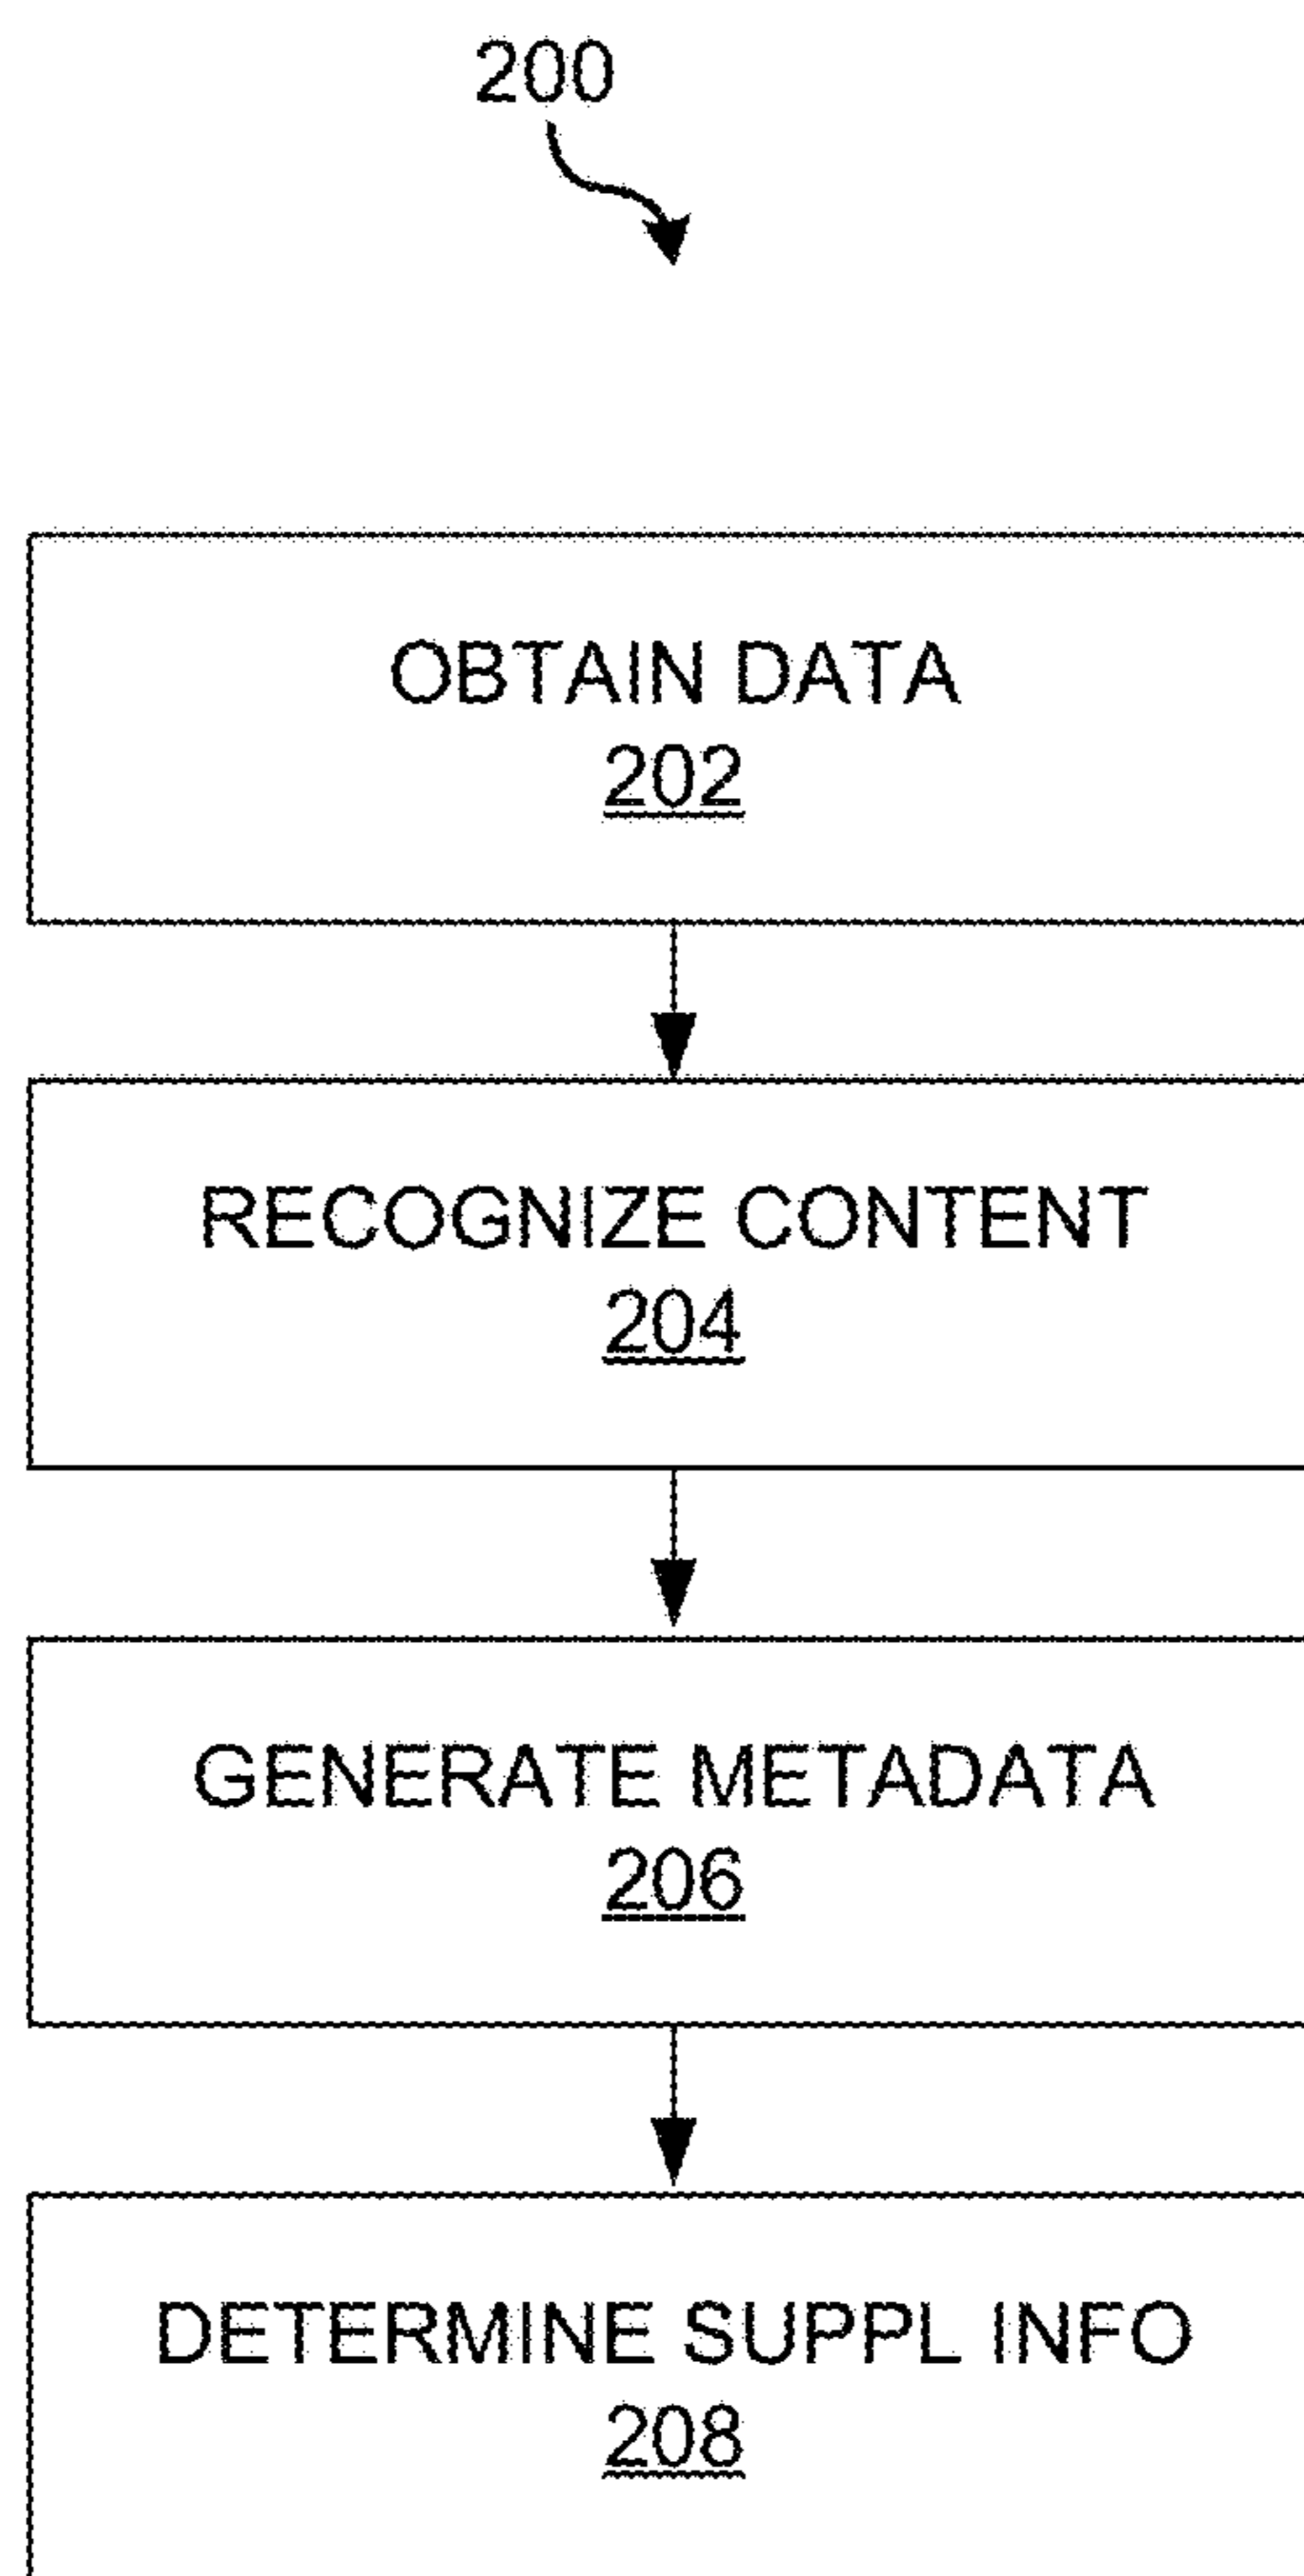 200
OBTAIN DATA
202
RECOGNIZE CONTENT
204
GENERATE METADATA
206
DETERMINE SUPPL INFO
208